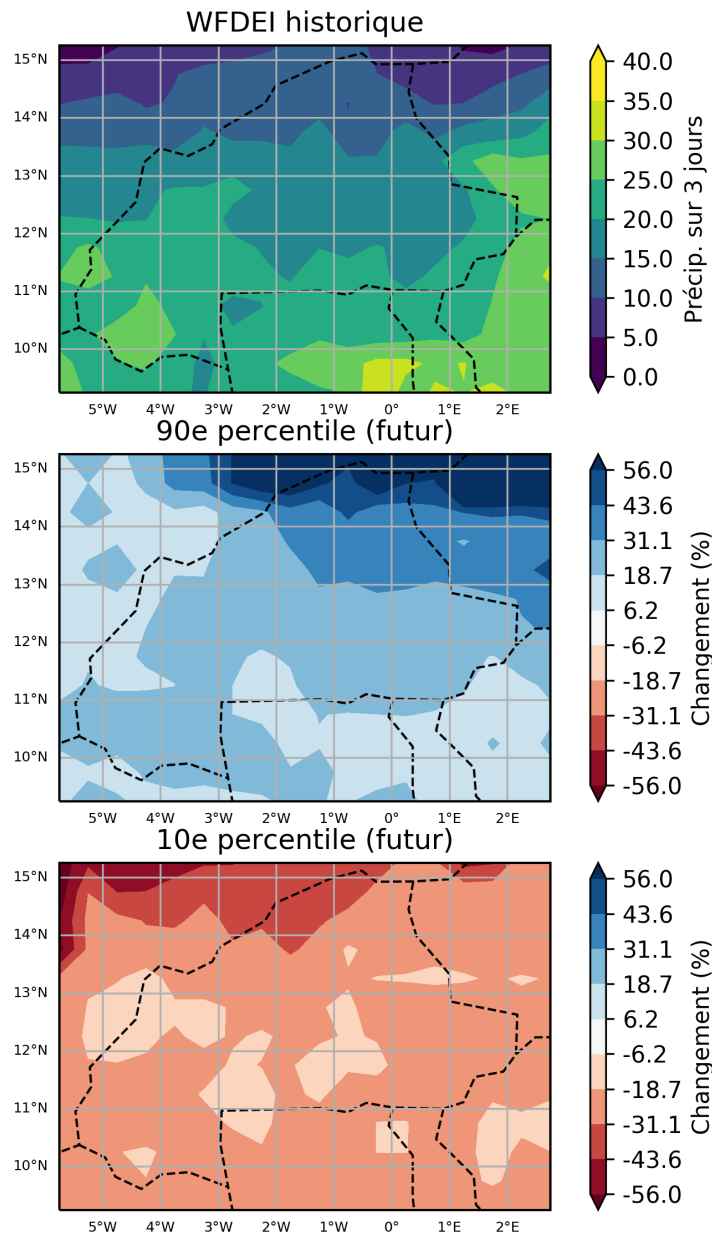 WFDEI historique
15°N
14°N
13°N
12°N
11°N
10°N
5°W 4°W 3°W 2°W 1°W 0° 1°E 2°E
40.0
35.0
30.0
25.0
20.0
15.0
10.0
5.0
0.0
Précip. sur 3 jours
90e percentile (futur)
15°N
14°N
13°N
12°N
11°N
10°N
5°W 4°W 3°W 2°W 1°W 0° 1°E 2°E
56.0
43.6
31.1
18.7
6.2
-6.2
-18.7
-31.1
-43.6
-56.0
Changement (%)
10e percentile (futur)
15°N
14°N
13°N
12°N
11°N
10°N
5°W 4°W 3°W 2°W 1°W 0° 1°E 2°E
56.0
43.6
31.1
18.7
6.2
-6.2
-18.7
-31.1
-43.6
-56.0
Changement (%)